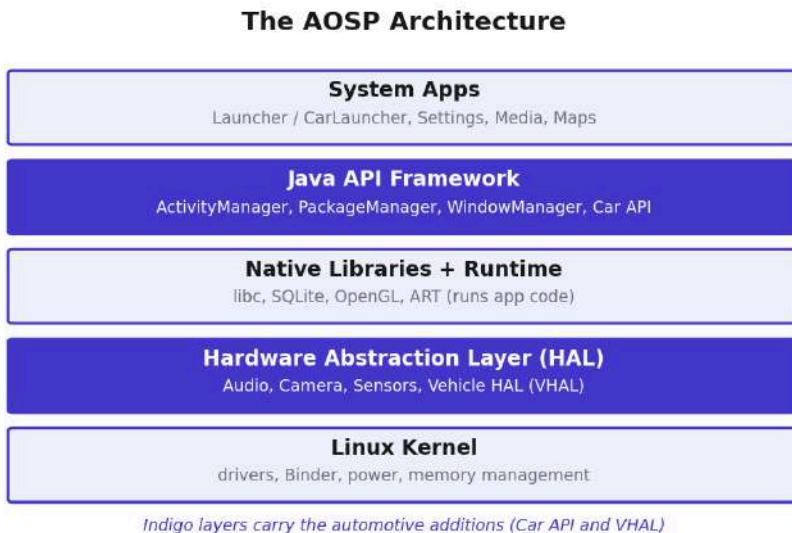 The AOSP Architecture
System Apps
Launcher / CarLauncher, Settings, Media, Maps
Java API Framework
ActivityManager, PackageManager, WindowManager, Car API
Native Libraries + Runtime
libc, SQLite, OpenGL, ART (runs app code)
Hardware Abstraction Layer (HAL)
Audio, Camera, Sensors, Vehicle HAL (VHAL)
Linux Kernel
drivers, Binder, power, memory management
Indigo layers carry the automotive additions (Car API and VHAL)